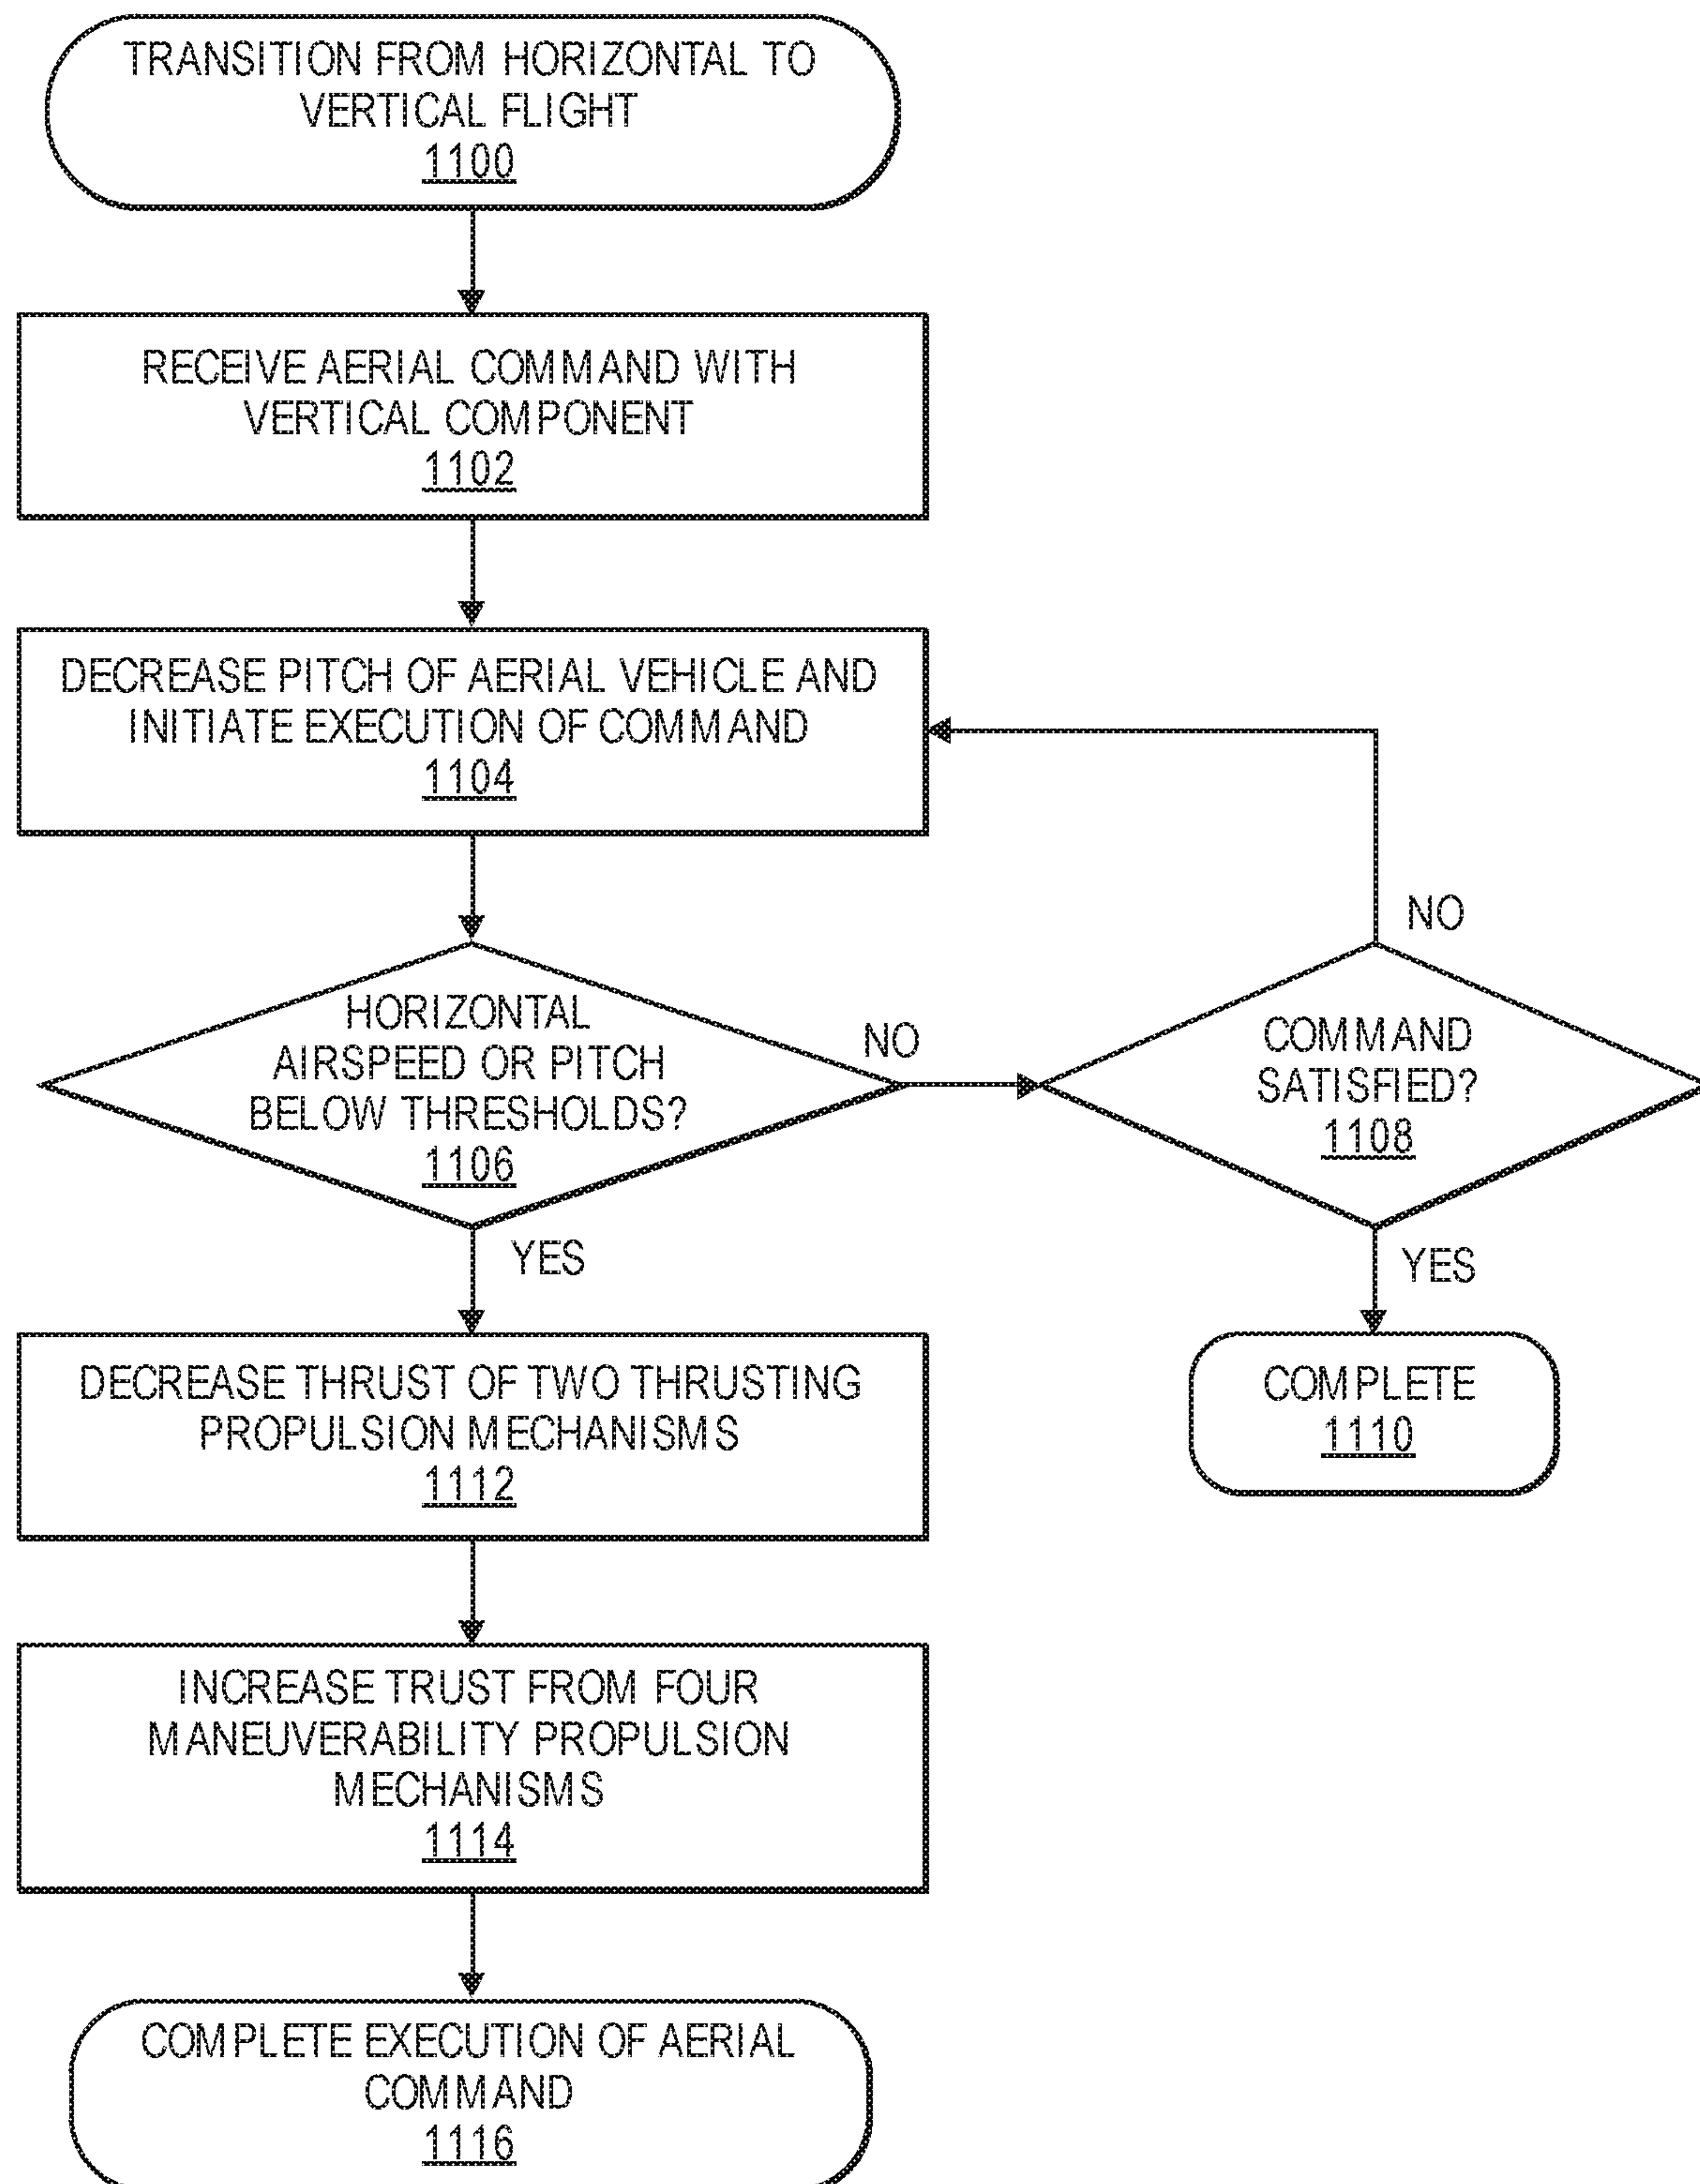 TRANSITION FROM HORIZONTAL TO
VERTICAL FLIGHT
1100
RECEIVE AERIAL COMMAND WITH
VERTICAL COMPONENT
1102
DECREASE PITCH OF AERIAL VEHICLE AND
INITIATE EXECUTION OF COMMAND
1104
HORIZONTAL
AIRSPEED OR PITCH
BELOW THRESHOLDS?
1106
NO
COMMAND
SATISFIED?
1108
NO
YES
YES
DECREASE THRUST OF TWO THRUSTING
PROPULSION MECHANISMS
1112
COMPLETE
1110
INCREASE TRUST FROM FOUR
MANEUVERABILITY PROPULSION
MECHANISMS
1114
COMPLETE EXECUTION OF AERIAL
COMMAND
1116